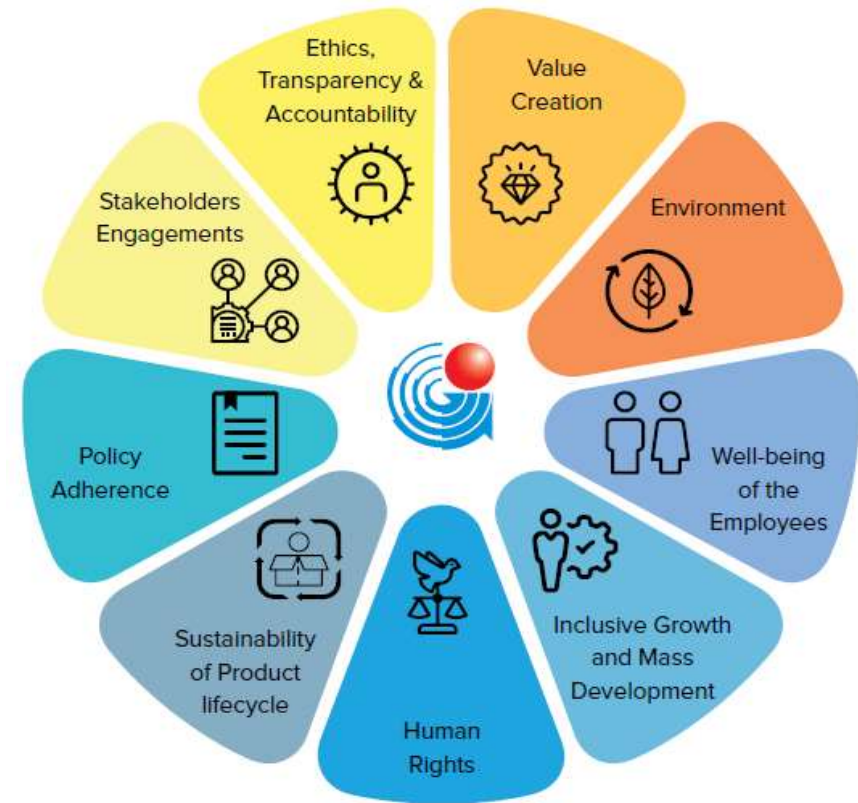 Ethics,
Transparency &
Accountability
Value
Creation
Environment
Well-being
of the
Employees
Inclusive Growth
and Mass
Development
Human
Rights
Sustainability
of Product
lifecycle
Policy
Adherence
Stakeholders
Engagements